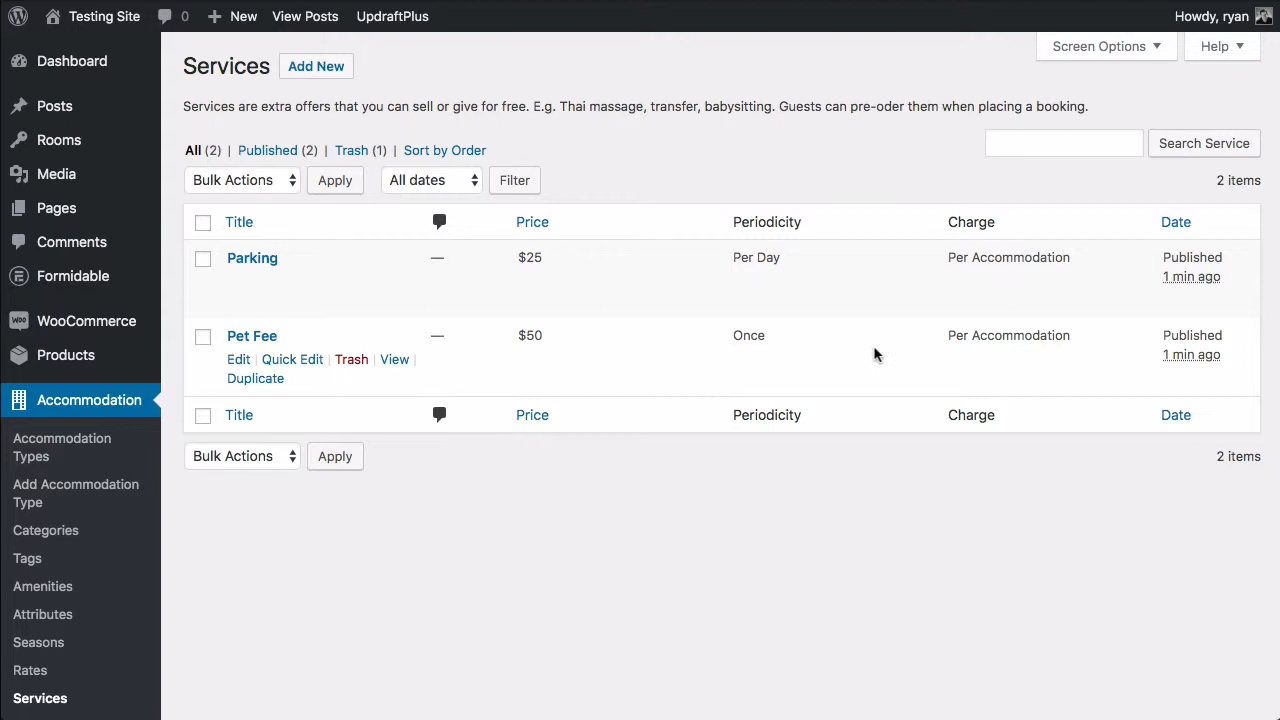 Testing Site 0 New View Posts UpdraftPlus Howdy, ryan
Screen Options Help
Dashboard
Posts
Rooms
Media
Pages
Comments
Formidable
WooCommerce
Products
Accommodation
Accommodation
Types
Add Accommodation
Type
Categories
Tags
Amenities
Attributes
Seasons
Rates
Services
Services Add New
Services are extra offers that you can sell or give for free. E.g. Thai massage, transfer, babysitting. Guests can pre-oder them when placing a booking.
All (2) | Published (2) | Trash (1) | Sort by Order
Search Service
Bulk Actions Apply All dates Filter 2 items
Title Price Periodicity Charge Date
Parking — $25 Per Day Per Accommodation Published
1 min ago
Pet Fee — $50 Once Per Accommodation Published
Edit | Quick Edit | Trash | View | 1 min ago
Duplicate
Title Price Periodicity Charge Date
Bulk Actions Apply 2 items